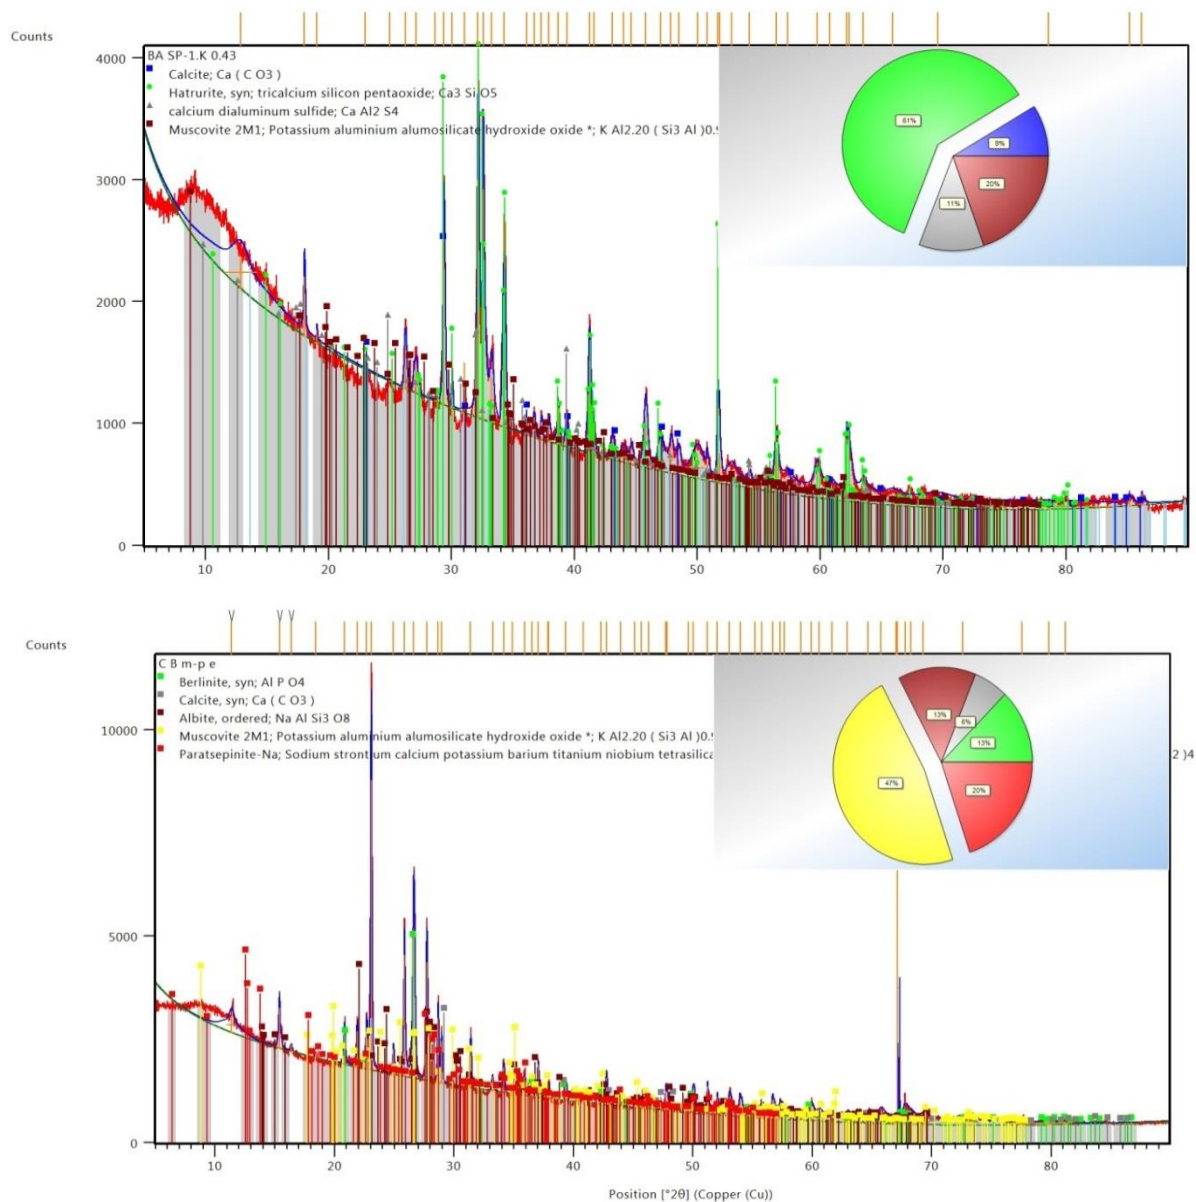 Counts
BA SP-1.K 0.43
4000
Calcite; Ca ( C O3 )
Hatrurite, syn; tricalcium silicon pentaoxide; Ca3 Si O5
calcium dialuminum sulfide; Ca Al2 S4
Muscovite 2M1; Potassium aluminium alumosilicate hydroxide oxide *; K Al2.20 ( Si3 Al )0.9
61%
9%
20%
11%
3000
2000
1000
0
10 20 30 40 50 60 70 80
Counts
C B m-p e
Berlinite, syn; Al P O4
Calcite, syn; Ca ( C O3 )
Albite, ordered; Na Al Si3 O8
Muscovite 2M1; Potassium aluminium alumosilicate hydroxide oxide *; K Al2.20 ( Si3 Al )0.9
Paratsepinite-Na; Sodium strontium calcium potassium barium titanium niobium tetrasilica 2 )4
13%
6%
13%
47%
20%
10000
5000
0
10 20 30 40 50 60 70 80
Position [°2θ] (Copper (Cu))